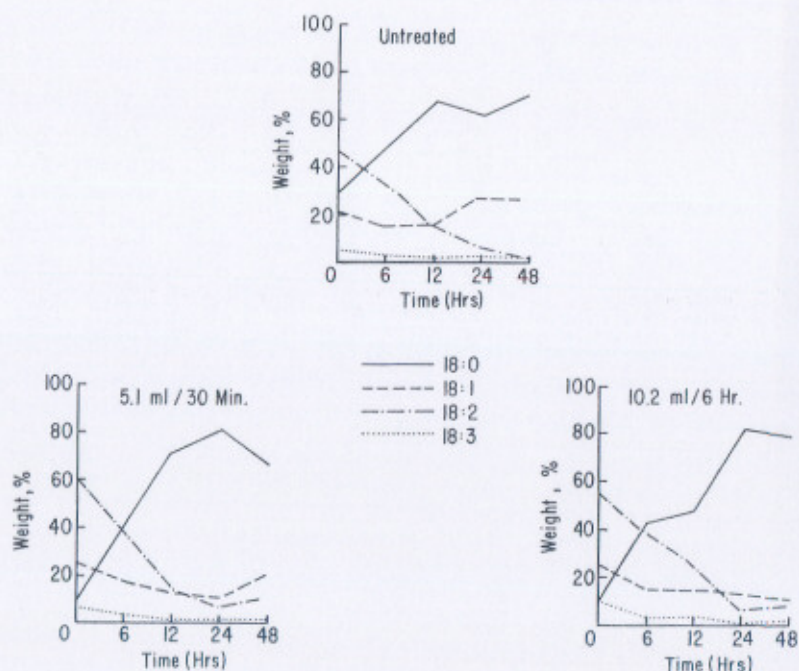 Untreated
Weight, %
100
80
60
40
20
0 6 12 24 48
Time (Hrs)
18:0
18:1
18:2
18:3
5.1 ml / 30 Min.
Weight, %
100
80
60
40
20
0 6 12 24 48
Time (Hrs)
10.2 ml/6 Hr.
Weight, %
100
80
60
40
20
0 6 12 24 48
Time (Hrs)